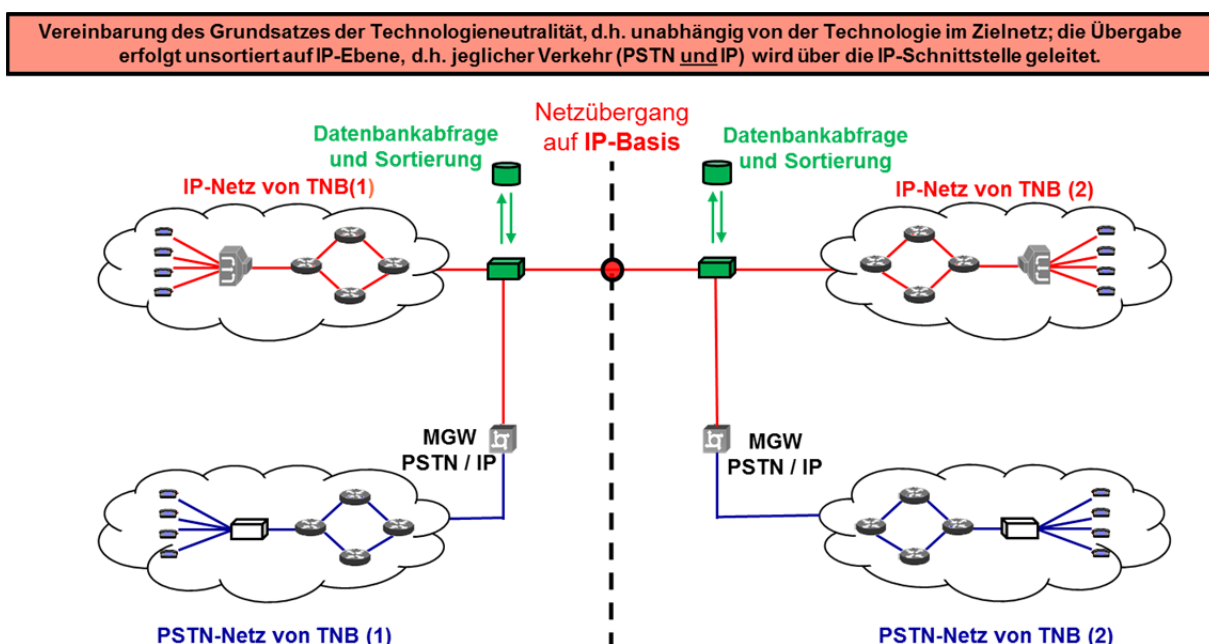 Vereinbarung des Grundsatzes der Technologieneutralität, d.h. unabhängig von der Technologie im Zielnetz; die Übergabe
erfolgt unsortiert auf IP-Ebene, d.h. jeglicher Verkehr (PSTN und IP) wird über die IP-Schnittstelle geleitet.
Netzübergang
auf IP-Basis
Datenbankabfrage
und Sortierung
Datenbankabfrage
und Sortierung
IP-Netz von TNB(1)
IP-Netz von TNB (2)
MGW
PSTN / IP
MGW
PSTN / IP
PSTN-Netz von TNB (1)
PSTN-Netz von TNB (2)